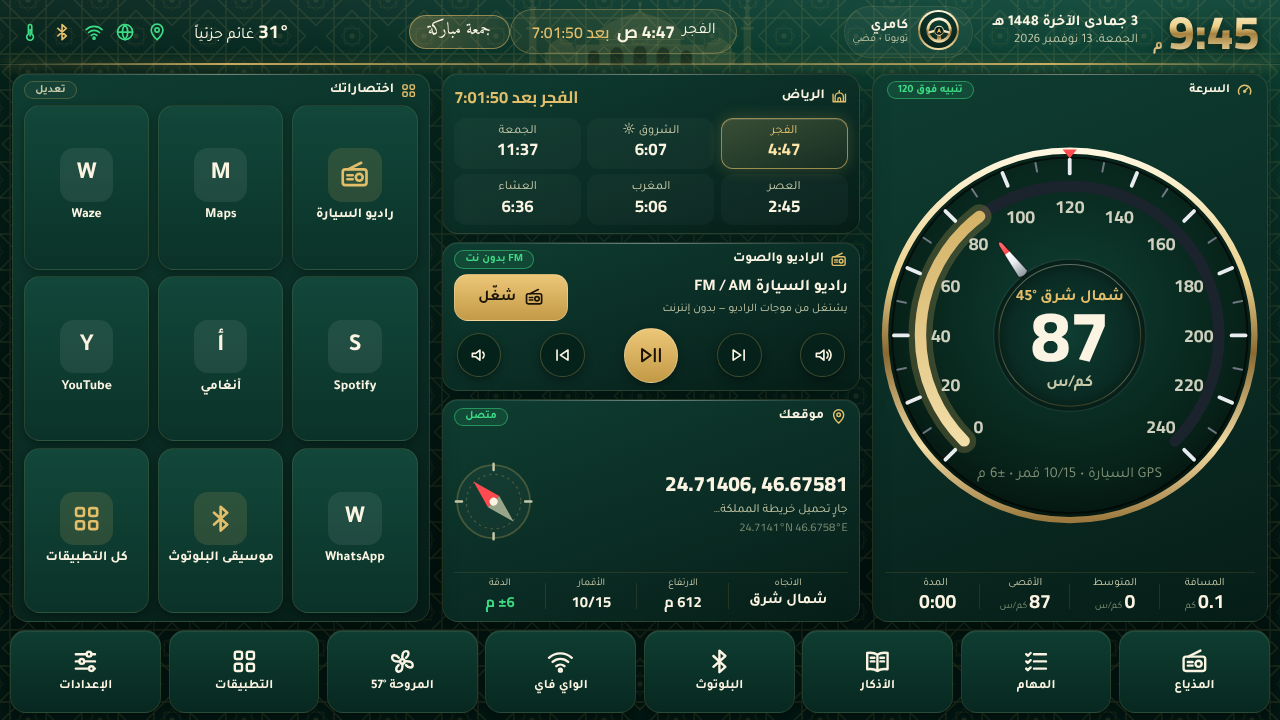 9:45 م
3 جمادى الآخرة 1448 هـ
الجمعة، 13 نوفمبر 2026
كامري
تويوتا • فضي
الفجر 4:47 ص بعد 7:01:50
جمعة مباركة
31° غائم جزئياً
السرعة
تنبيه فوق 120
0
20
40
60
80
100
120
140
160
180
200
220
240
شمال شرق 45°
87
كم/س
GPS السيارة • 10/15 قمر • ±6 م
المسافة
0.1 كم
المتوسط
0 كم/س
الأقصى
87 كم/س
المدة
0:00
الرياض
الفجر بعد 7:01:50
الفجر
4:47
الشروق
6:07
الجمعة
11:37
العصر
2:45
المغرب
5:06
العشاء
6:36
الراديو والصوت
FM بدون نت
راديو السيارة FM / AM
يشتغل من موجات الراديو — بدون إنترنت
شغّل
موقعك
متصل
24.71406, 46.67581
جارٍ تحميل خريطة المملكة...
24.7141°N 46.6758°E
الاتجاه
شمال شرق
الارتفاع
612 م
الأقمار
10/15
الدقة
±6 م
اختصاراتك
تعديل
راديو السيارة
M
Maps
W
Waze
S
Spotify
أ
أنغامي
Y
YouTube
W
WhatsApp
موسيقى البلوتوث
كل التطبيقات
المذياع
المهام
الأذكار
البلوتوث
الواي فاي
المروحة 57°
التطبيقات
الإعدادات